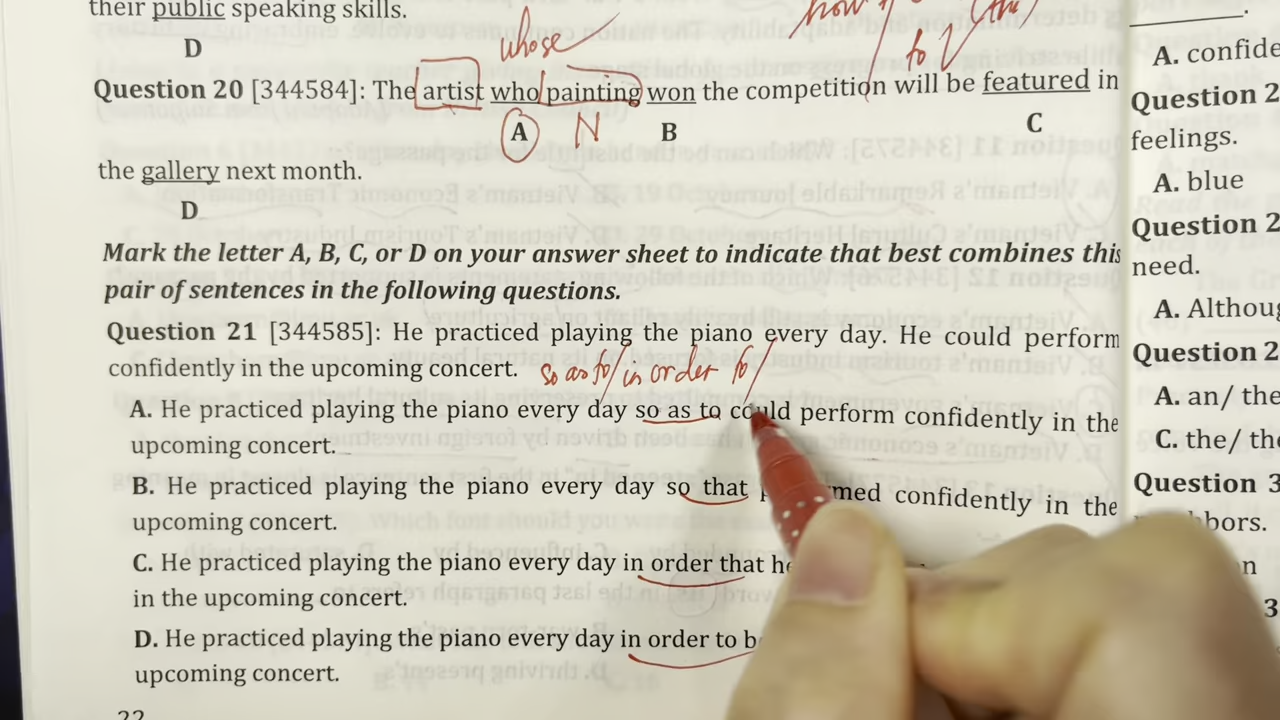 their public speaking skills.
D
whose
how
to V
Question 20 [344584]: The artist who painting won the competition will be featured in
A N B C
the gallery next month.
D
Mark the letter A, B, C, or D on your answer sheet to indicate that best combines this
pair of sentences in the following questions.
Question 21 [344585]: He practiced playing the piano every day. He could perform
confidently in the upcoming concert. so as to/in order to/
A. He practiced playing the piano every day so as to could perform confidently in the
upcoming concert.
B. He practiced playing the piano every day so that confidently in the
upcoming concert.
C. He practiced playing the piano every day in order that
in the upcoming concert.
D. He practiced playing the piano every day in order to
upcoming concert.
22
A. confide
Question 2
feelings.
A. blue
Question 2
need.
A. Althoug
Question 2
A. an/ the
C. the/ the
Question 3